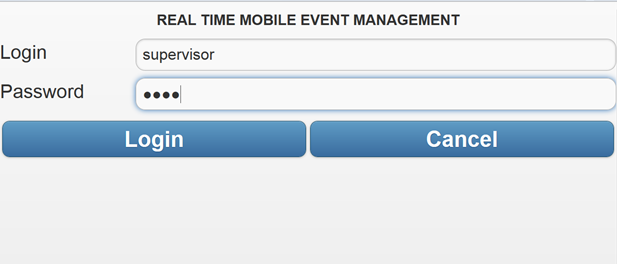 REAL TIME MOBILE EVENT MANAGEMENT
Login supervisor
Password ••••
Login Cancel